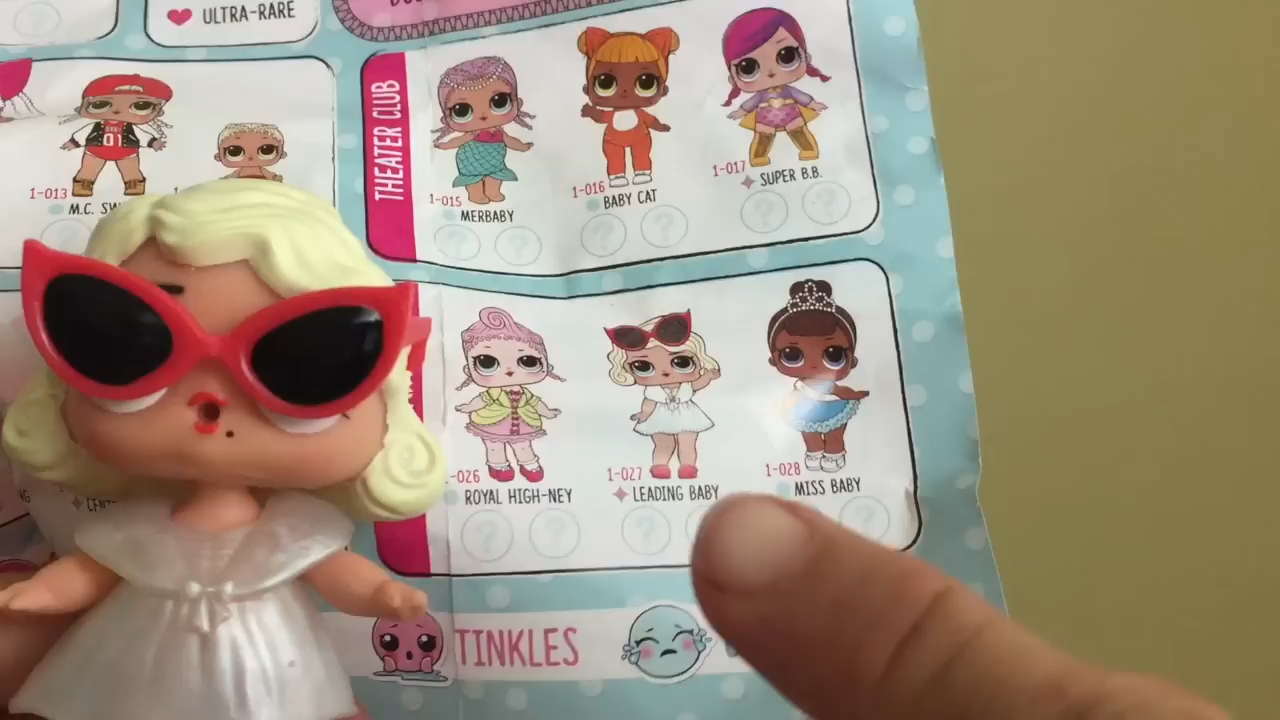 ULTRA-RARE
THEATER CLUB
01
1-013
M.C. SW
1-015
MERBABY
1-016
BABY CAT
1-017
SUPER B.B.
-026
ROYAL HIGH-NEY
1-027
LEADING BABY
1-028
MISS BABY
TINKLES